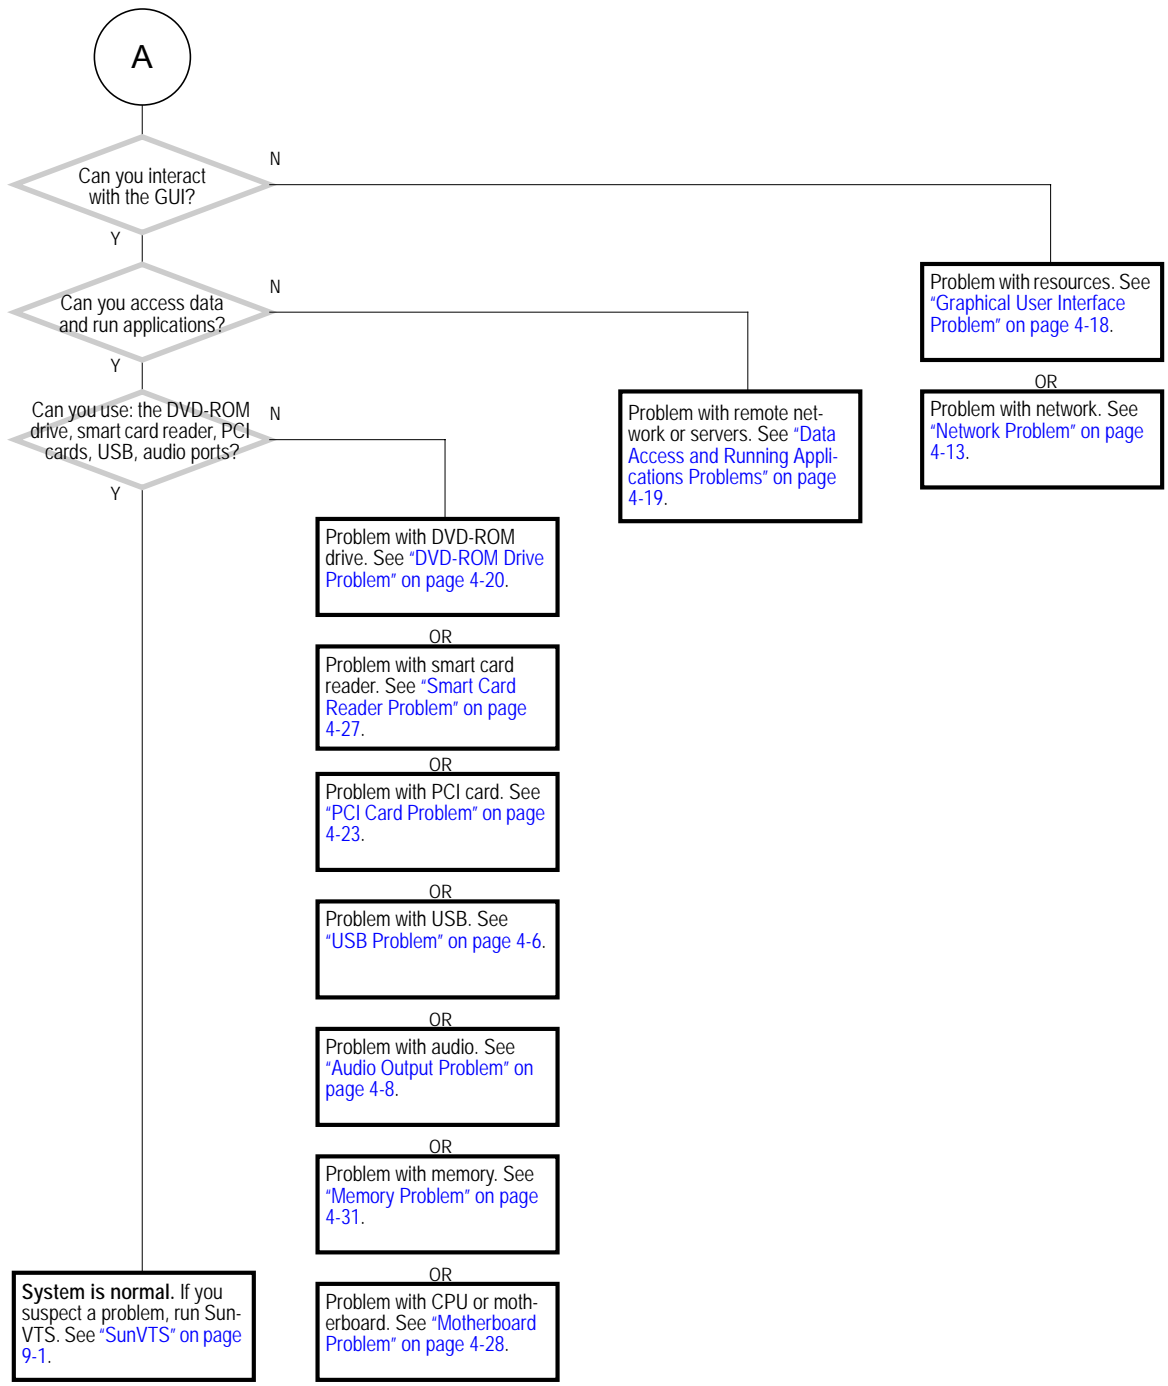 A
Can you interact
with the GUI?
N
Y
Can you access data
and run applications?
N
Y
Can you use: the DVD-ROM
drive, smart card reader, PCI
cards, USB, audio ports?
N
Y
Problem with resources. See
“Graphical User Interface
Problem” on page 4-18.
OR
Problem with network. See
“Network Problem” on page
4-13.
Problem with remote net-
work or servers. See “Data
Access and Running Appli-
cations Problems” on page
4-19.
Problem with DVD-ROM
drive. See “DVD-ROM Drive
Problem” on page 4-20.
OR
Problem with smart card
reader. See “Smart Card
Reader Problem” on page
4-27.
OR
Problem with PCI card. See
“PCI Card Problem” on page
4-23.
OR
Problem with USB. See
“USB Problem” on page 4-6.
OR
Problem with audio. See
“Audio Output Problem” on
page 4-8.
OR
Problem with memory. See
“Memory Problem” on page
4-31.
OR
Problem with CPU or moth-
erboard. See “Motherboard
Problem” on page 4-28.
System is normal. If you
suspect a problem, run Sun-
VTS. See “SunVTS” on page
9-1.